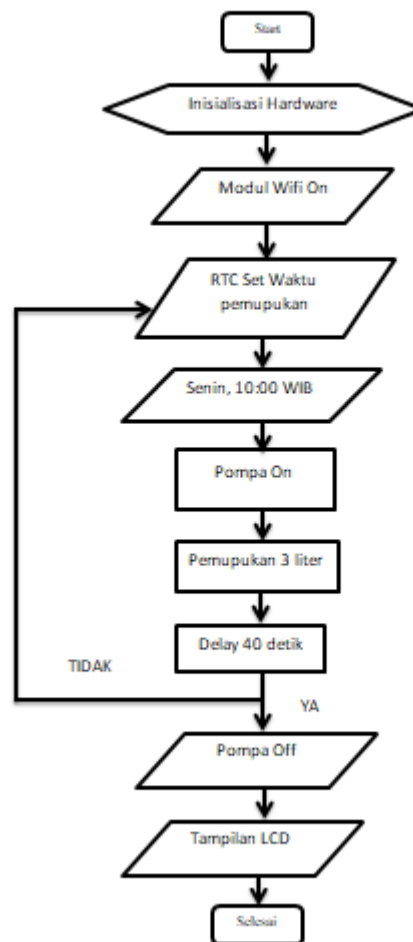 Start
Inisialisasi Hardware
Modul Wifi On
RTC Set Waktu
pemupukan
Senin, 10:00 WIB
Pompa On
Pemupukan 3 liter
Delay 40 detik
TIDAK
YA
Pompa Off
Tampilan LCD
Selesai